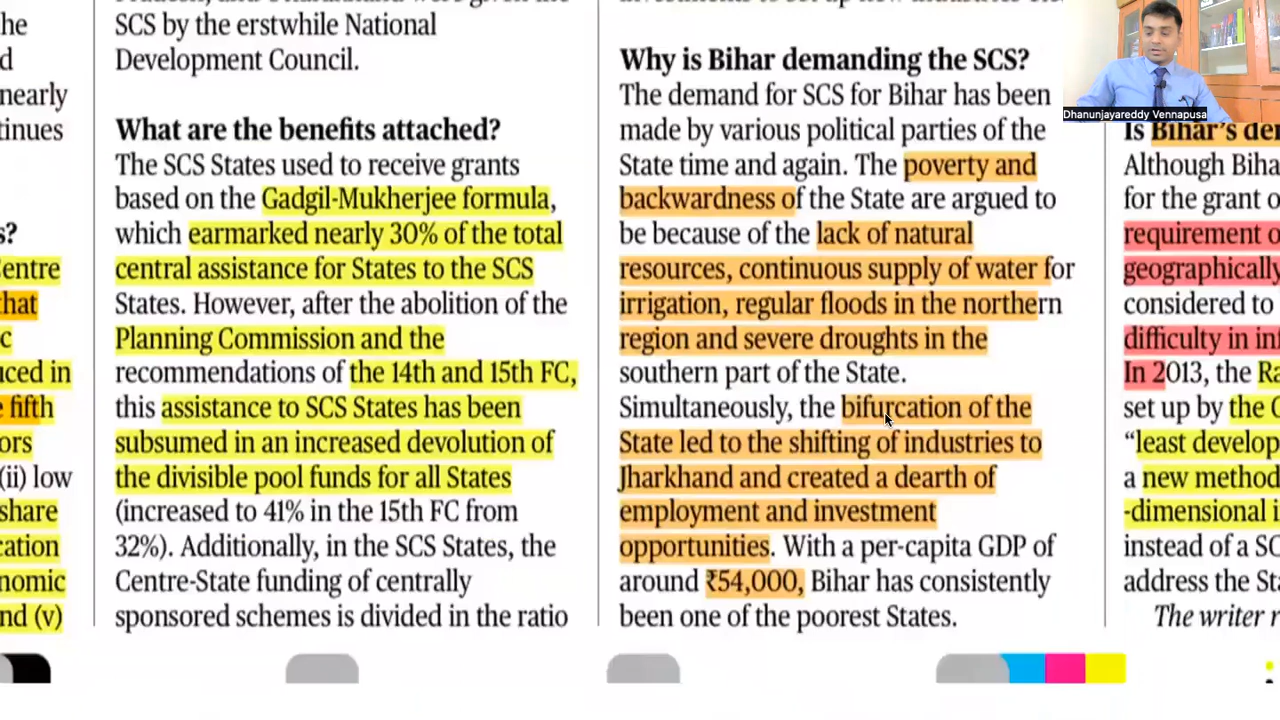 he
d
nearly
tinues
s?
Centre
that
c
uced in
e fifth
ors
(ii) low
share
cation
nomic
nd (v)
SCS by the erstwhile National
Development Council.
What are the benefits attached?
The SCS States used to receive grants
based on the Gadgil-Mukherjee formula,
which earmarked nearly 30% of the total
central assistance for States to the SCS
States. However, after the abolition of the
Planning Commission and the
recommendations of the 14th and 15th FC,
this assistance to SCS States has been
subsumed in an increased devolution of
the divisible pool funds for all States
(increased to 41% in the 15th FC from
32%). Additionally, in the SCS States, the
Centre-State funding of centrally
sponsored schemes is divided in the ratio
Why is Bihar demanding the SCS?
The demand for SCS for Bihar has been
made by various political parties of the
State time and again. The poverty and
backwardness of the State are argued to
be because of the lack of natural
resources, continuous supply of water for
irrigation, regular floods in the northern
region and severe droughts in the
southern part of the State.
Simultaneously, the bifurcation of the
State led to the shifting of industries to
Jharkhand and created a dearth of
employment and investment
opportunities. With a per-capita GDP of
around ₹54,000, Bihar has consistently
been one of the poorest States.
Dhanunjayareddy Vennapusa
Is Bihar's de
Although Biha
for the grant o
requirement o
geographically
considered to
difficulty in in
In 2013, the Ra
set up by the
"least develop
a new method
-dimensional i
instead of a SC
address the Sta
The writer r